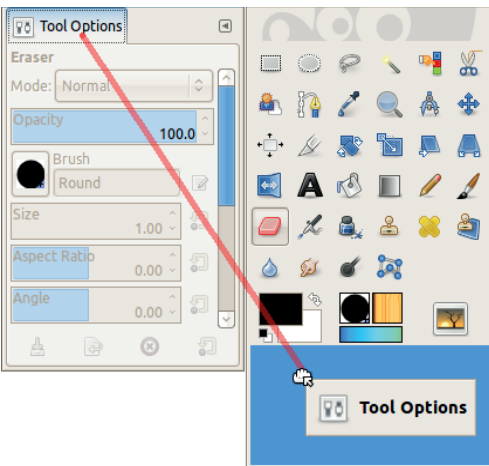 Tool Options
Eraser
Mode: Normal
Opacity
100.0
Brush
Round
Size
1.00
Aspect Ratio
0.00
Angle
0.00
Tool Options